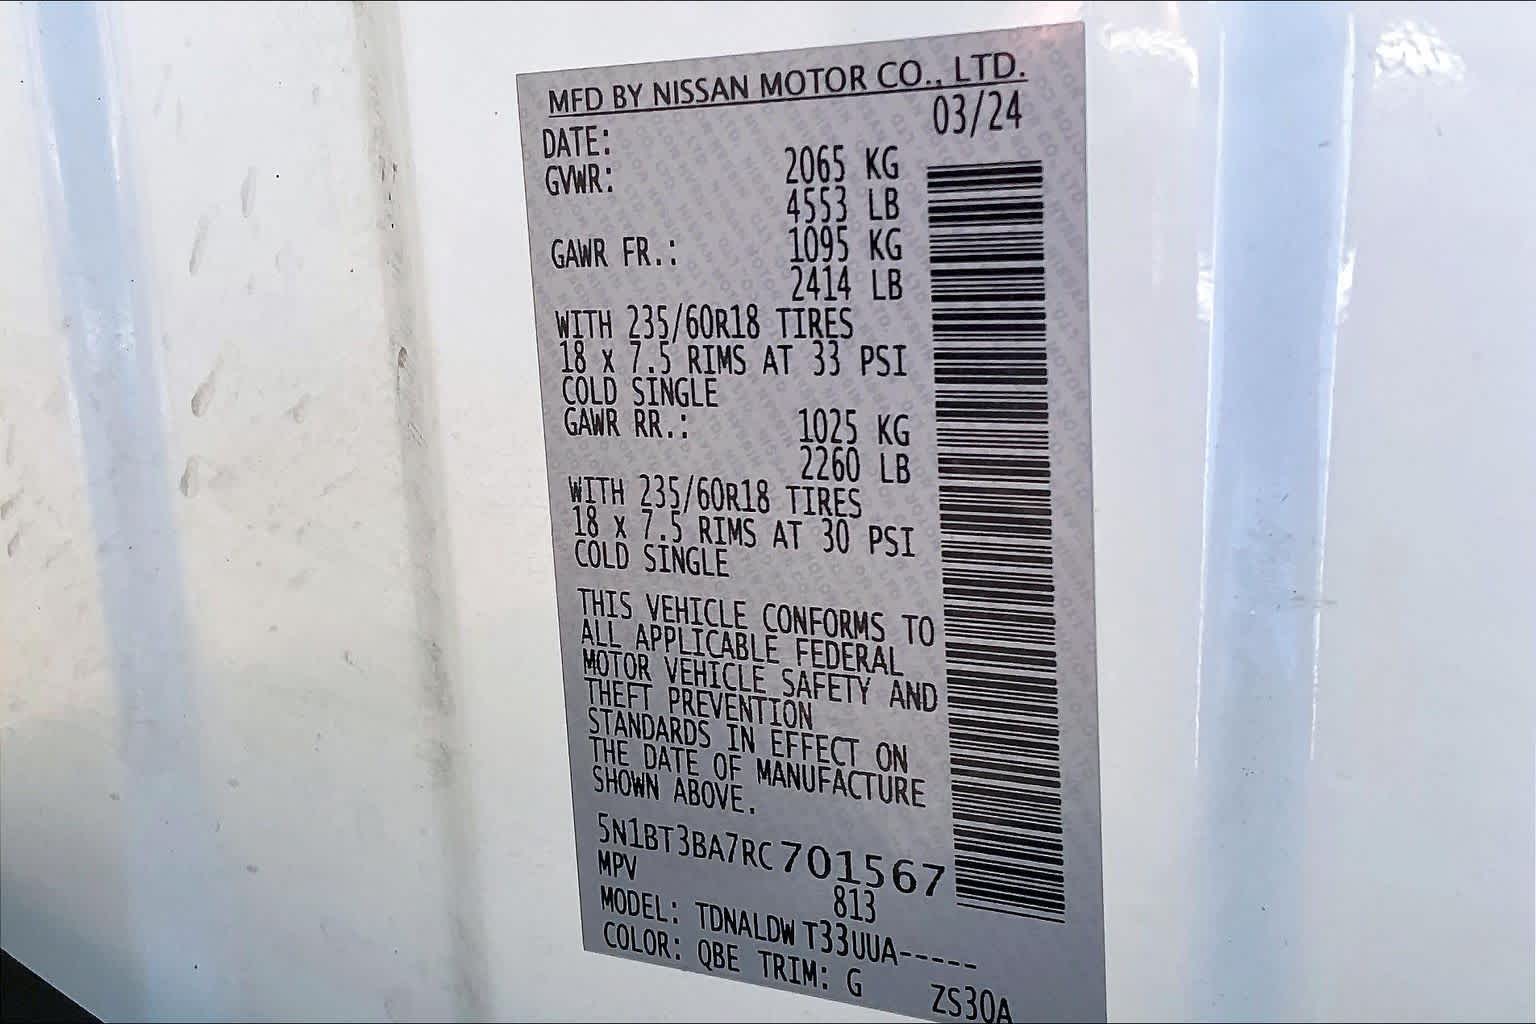 MFD BY NISSAN MOTOR CO., LTD.
DATE: 03/24
GVWR: 2065 KG
4553 LB
GAWR FR.: 1095 KG
2414 LB
WITH 235/60R18 TIRES
18 x 7.5 RIMS AT 33 PSI
COLD SINGLE
GAWR RR.: 1025 KG
2260 LB
WITH 235/60R18 TIRES
18 x 7.5 RIMS AT 30 PSI
COLD SINGLE
THIS VEHICLE CONFORMS TO
ALL APPLICABLE FEDERAL
MOTOR VEHICLE SAFETY AND
THEFT PREVENTION
STANDARDS IN EFFECT ON
THE DATE OF MANUFACTURE
SHOWN ABOVE.
5N1BT3BA7RC701567
MPV 813
MODEL: TDNALDW T33UUA-----
COLOR: QBE TRIM: G ZS30A